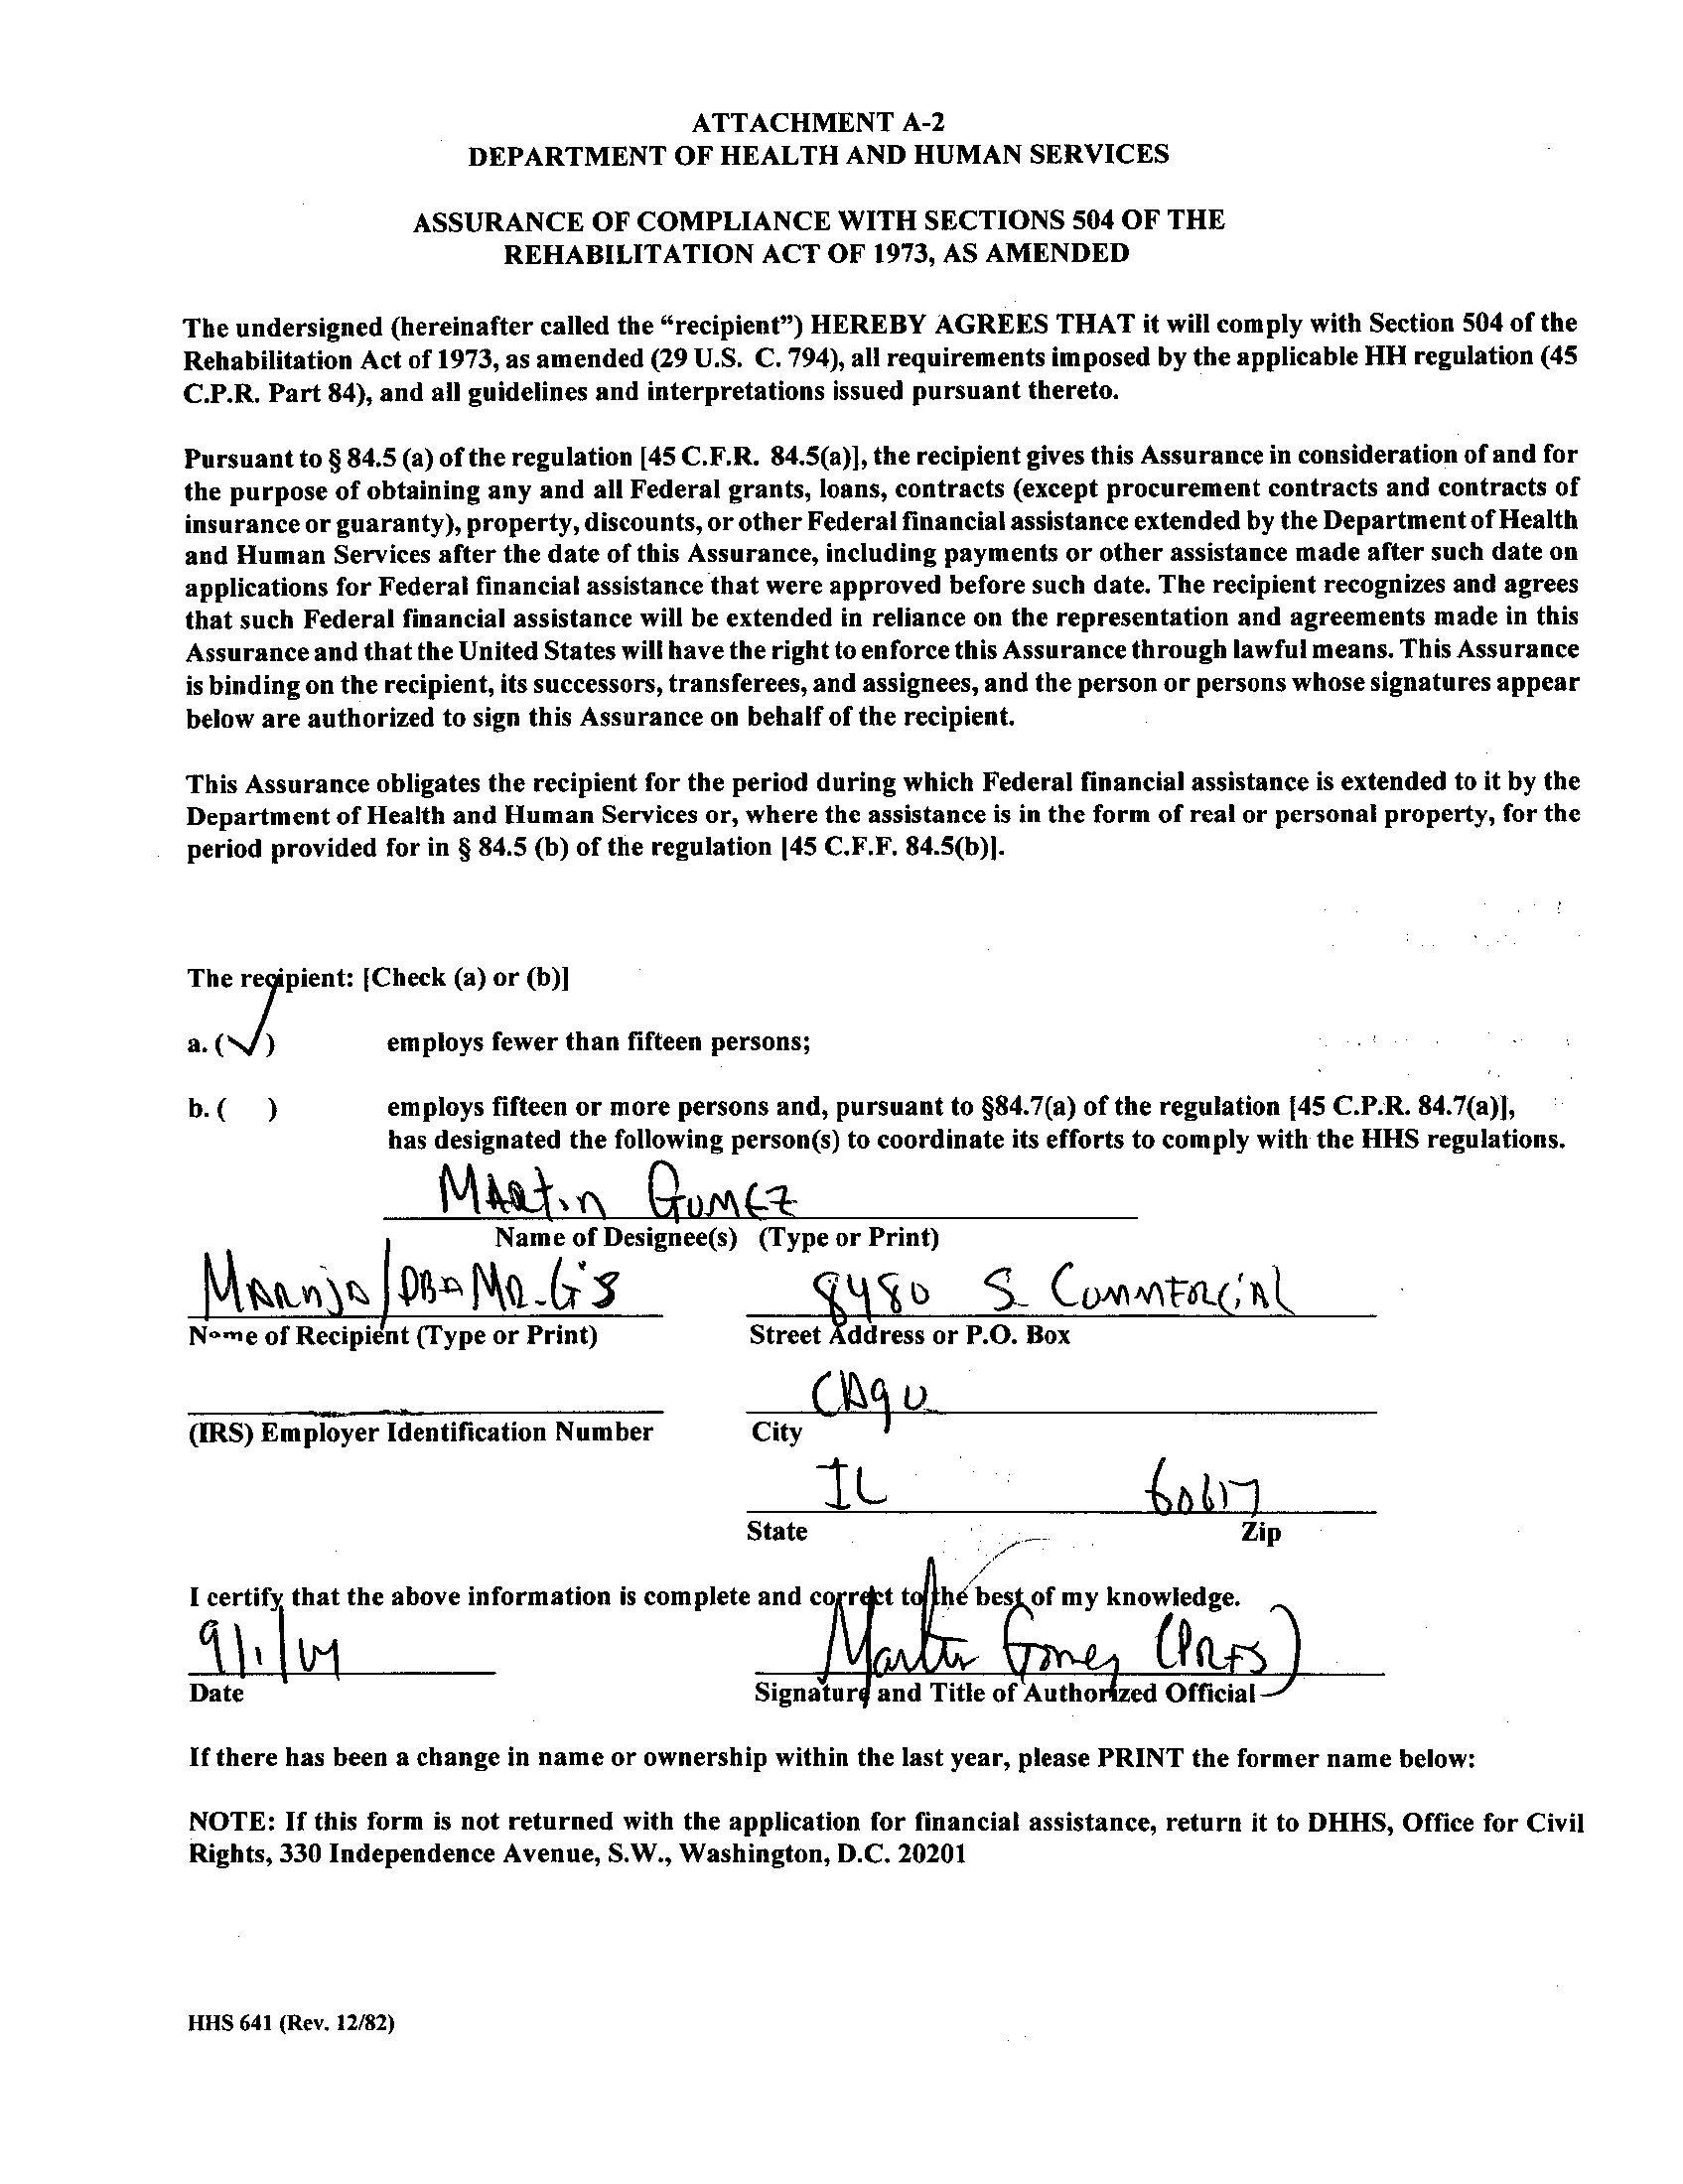 ATTACHMENT A-2
DEPARTMENT OF HEALTH AND HUMAN SERVICES
ASSURANCE OF COMPLIANCE WITH SECTIONS 504 OF THE
REHABILITATION ACT OF 1973, AS AMENDED
The undersigned (hereinafter called the “recipient”) HEREBY AGREES THAT it will comply with Section 504 of the
Rehabilitation Act of 1973, as amended (29 U.S. C. 794), all requirements imposed by the applicable HH regulation (45
C.P.R. Part 84), and all guidelines and interpretations issued pursuant thereto.
Pursuant to § 84.5 (a) of the regulation [45 C.F.R. 84.5(a)], the recipient gives this Assurance in consideration of and for
the purpose of obtaining any and all Federal grants, loans, contracts (except procurement contracts and contracts of
insurance or guaranty), property, discounts, or other Federal financial assistance extended by the Department of Health
and Human Services after the date of this Assurance, including payments or other assistance made after such date on
applications for Federal financial assistance that were approved before such date. The recipient recognizes and agrees
that such Federal financial assistance will be extended in reliance on the representation and agreements made in this
Assurance and that the United States will have the right to enforce this Assurance through lawful means. This Assurance
is binding on the recipient, its successors, transferees, and assignees, and the person or persons whose signatures appear
below are authorized to sign this Assurance on behalf of the recipient.
This Assurance obligates the recipient for the period during which Federal financial assistance is extended to it by the
Department of Health and Human Services or, where the assistance is in the form of real or personal property, for the
period provided for in § 84.5 (b) of the regulation [45 C.F.F. 84.5(b)].
The recipient: [Check (a) or (b)]
a. (✓) employs fewer than fifteen persons;
b. ( ) employs fifteen or more persons and, pursuant to §84.7(a) of the regulation [45 C.P.R. 84.7(a)],
has designated the following person(s) to coordinate its efforts to comply with the HHS regulations.
MARtin GoMEZ
Name of Designee(s) (Type or Print)
/DBA MR. G'S 8480 S. COMMERCiAL
Name of Recipient (Type or Print) Street Address or P.O. Box
(IRS) Employer Identification Number City
IL 60617
State Zip
I certify that the above information is complete and correct to the best of my knowledge.
Martin Gomez (PRES)
Date Signature and Title of Authorized Official
If there has been a change in name or ownership within the last year, please PRINT the former name below:
NOTE: If this form is not returned with the application for financial assistance, return it to DHHS, Office for Civil
Rights, 330 Independence Avenue, S.W., Washington, D.C. 20201
HHS 641 (Rev. 12/82)